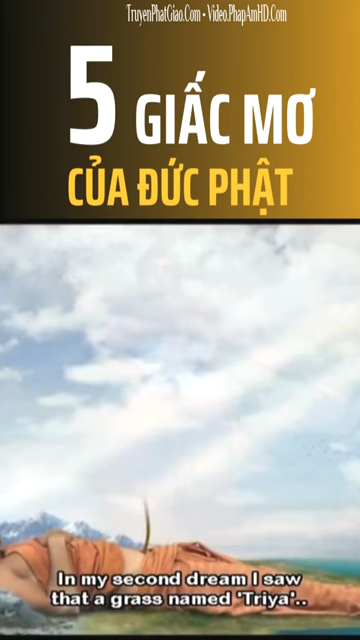 TruyenPhatGiao.Com • Video.PhapAmHD.Com
5 GIẤC MƠ
CỦA ĐỨC PHẬT
In my second dream I saw
that a grass named 'Triya'..